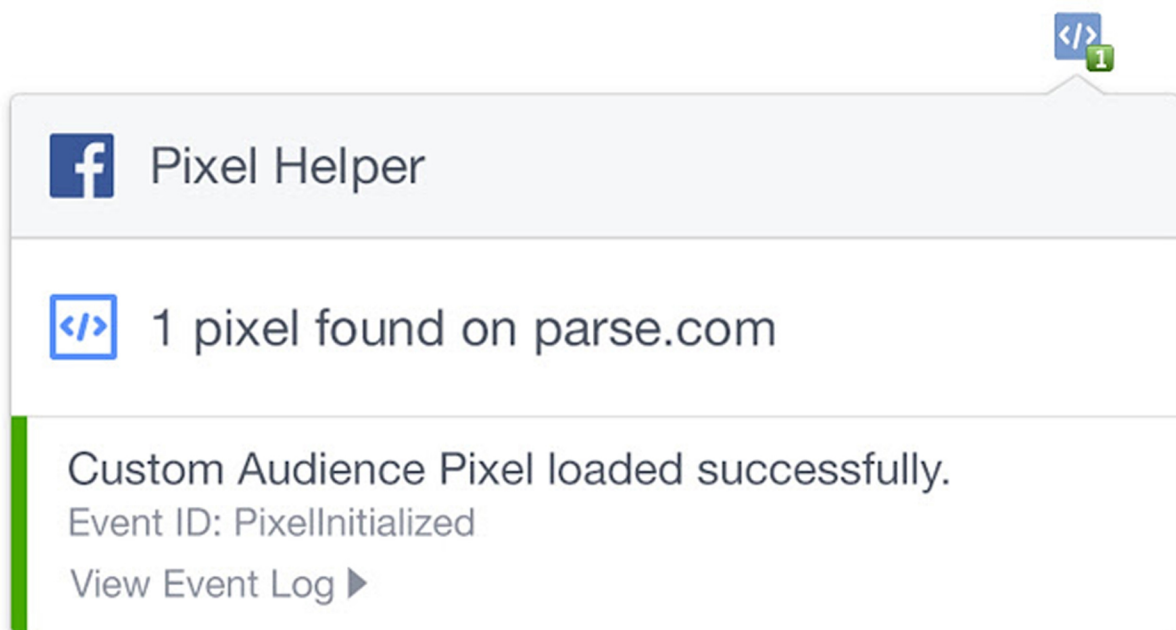 </>
1
f
Pixel Helper
</>
1 pixel found on parse.com
Custom Audience Pixel loaded successfully.
Event ID: PixelInitialized
View Event Log